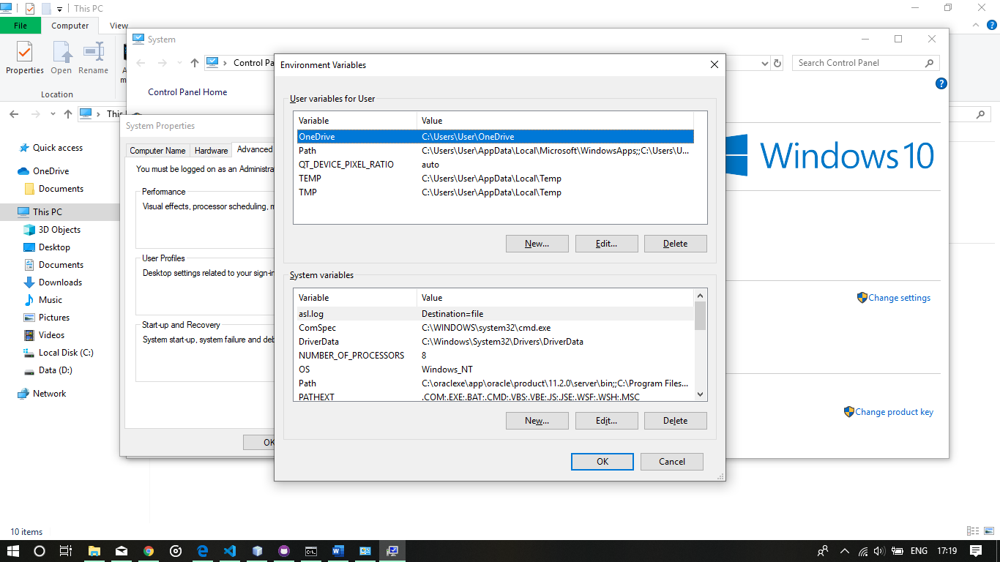 This PC
File
Computer
View
Properties
Open
Rename
Location
System
Control Pa
Search Control Panel
Control Panel Home
Windows 10
Change settings
Change product key
This
Quick access
OneDrive
Documents
This PC
3D Objects
Desktop
Documents
Downloads
Music
Pictures
Videos
Local Disk (C:)
Data (D:)
Network
10 items
System Properties
Computer Name
Hardware
Advanced
You must be logged on as an Administra
Performance
Visual effects, processor scheduling, m
User Profiles
Desktop settings related to your sign-in
Start-up and Recovery
System start-up, system failure and deb
OK
Environment Variables
User variables for User
Variable Value
OneDrive C:\Users\User\OneDrive
Path C:\Users\User\AppData\Local\Microsoft\WindowsApps;;C:\Users\U...
QT_DEVICE_PIXEL_RATIO auto
TEMP C:\Users\User\AppData\Local\Temp
TMP C:\Users\User\AppData\Local\Temp
New... Edit... Delete
System variables
Variable Value
asl.log Destination=file
ComSpec C:\WINDOWS\system32\cmd.exe
DriverData C:\Windows\System32\Drivers\DriverData
NUMBER_OF_PROCESSORS 8
OS Windows_NT
Path C:\oraclexe\app\oracle\product\11.2.0\server\bin;;C:\Program Files...
PATHEXT .COM;.EXE;.BAT;.CMD;.VBS;.VBE;.JS;.JSE;.WSF;.WSH;.MSC
New... Edit... Delete
OK Cancel
ENG 17:19